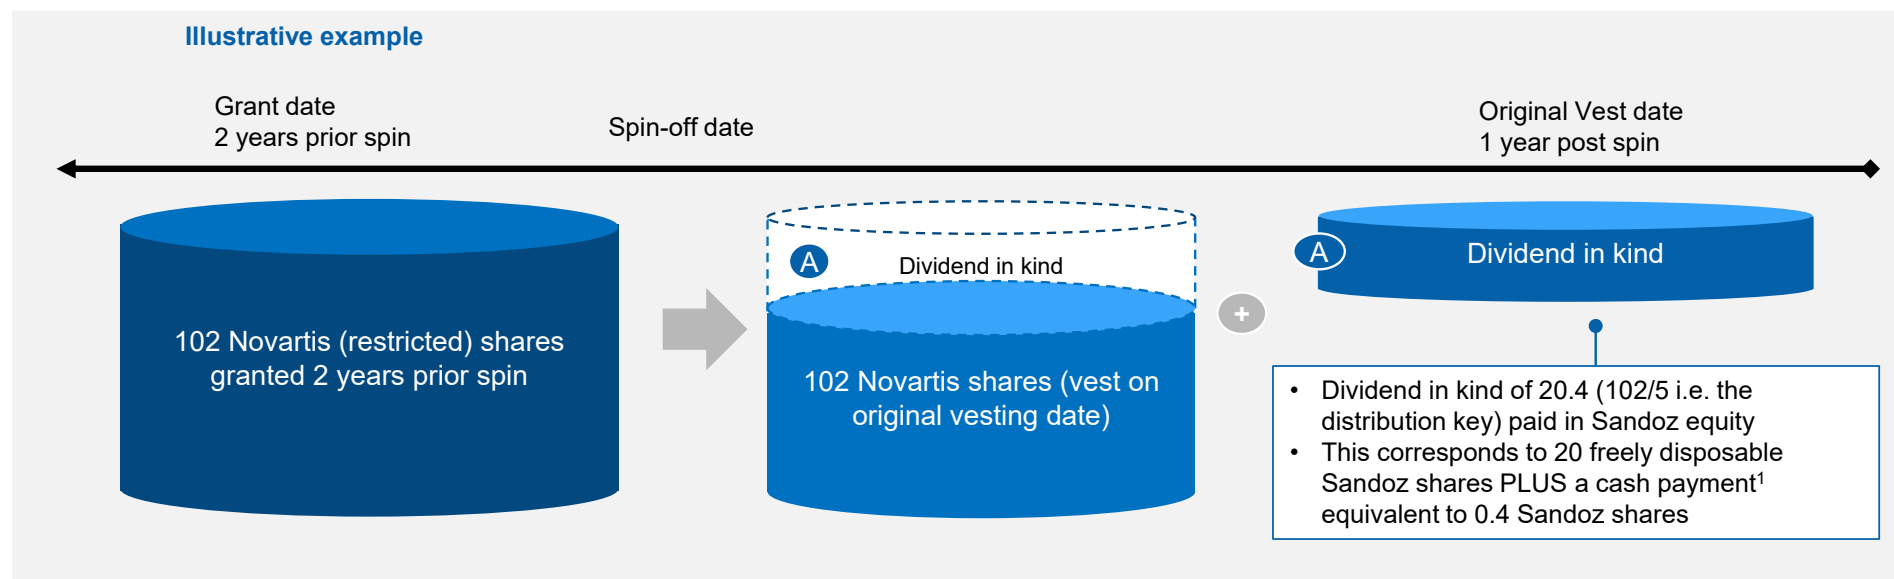 Illustrative example
Grant date
2 years prior spin
Spin-off date
Original Vest date
1 year post spin
102 Novartis (restricted) shares
granted 2 years prior spin
A
Dividend in kind
102 Novartis shares (vest on
original vesting date)
+
A
Dividend in kind
• Dividend in kind of 20.4 (102/5 i.e. the
distribution key) paid in Sandoz equity
• This corresponds to 20 freely disposable
Sandoz shares PLUS a cash payment¹
equivalent to 0.4 Sandoz shares